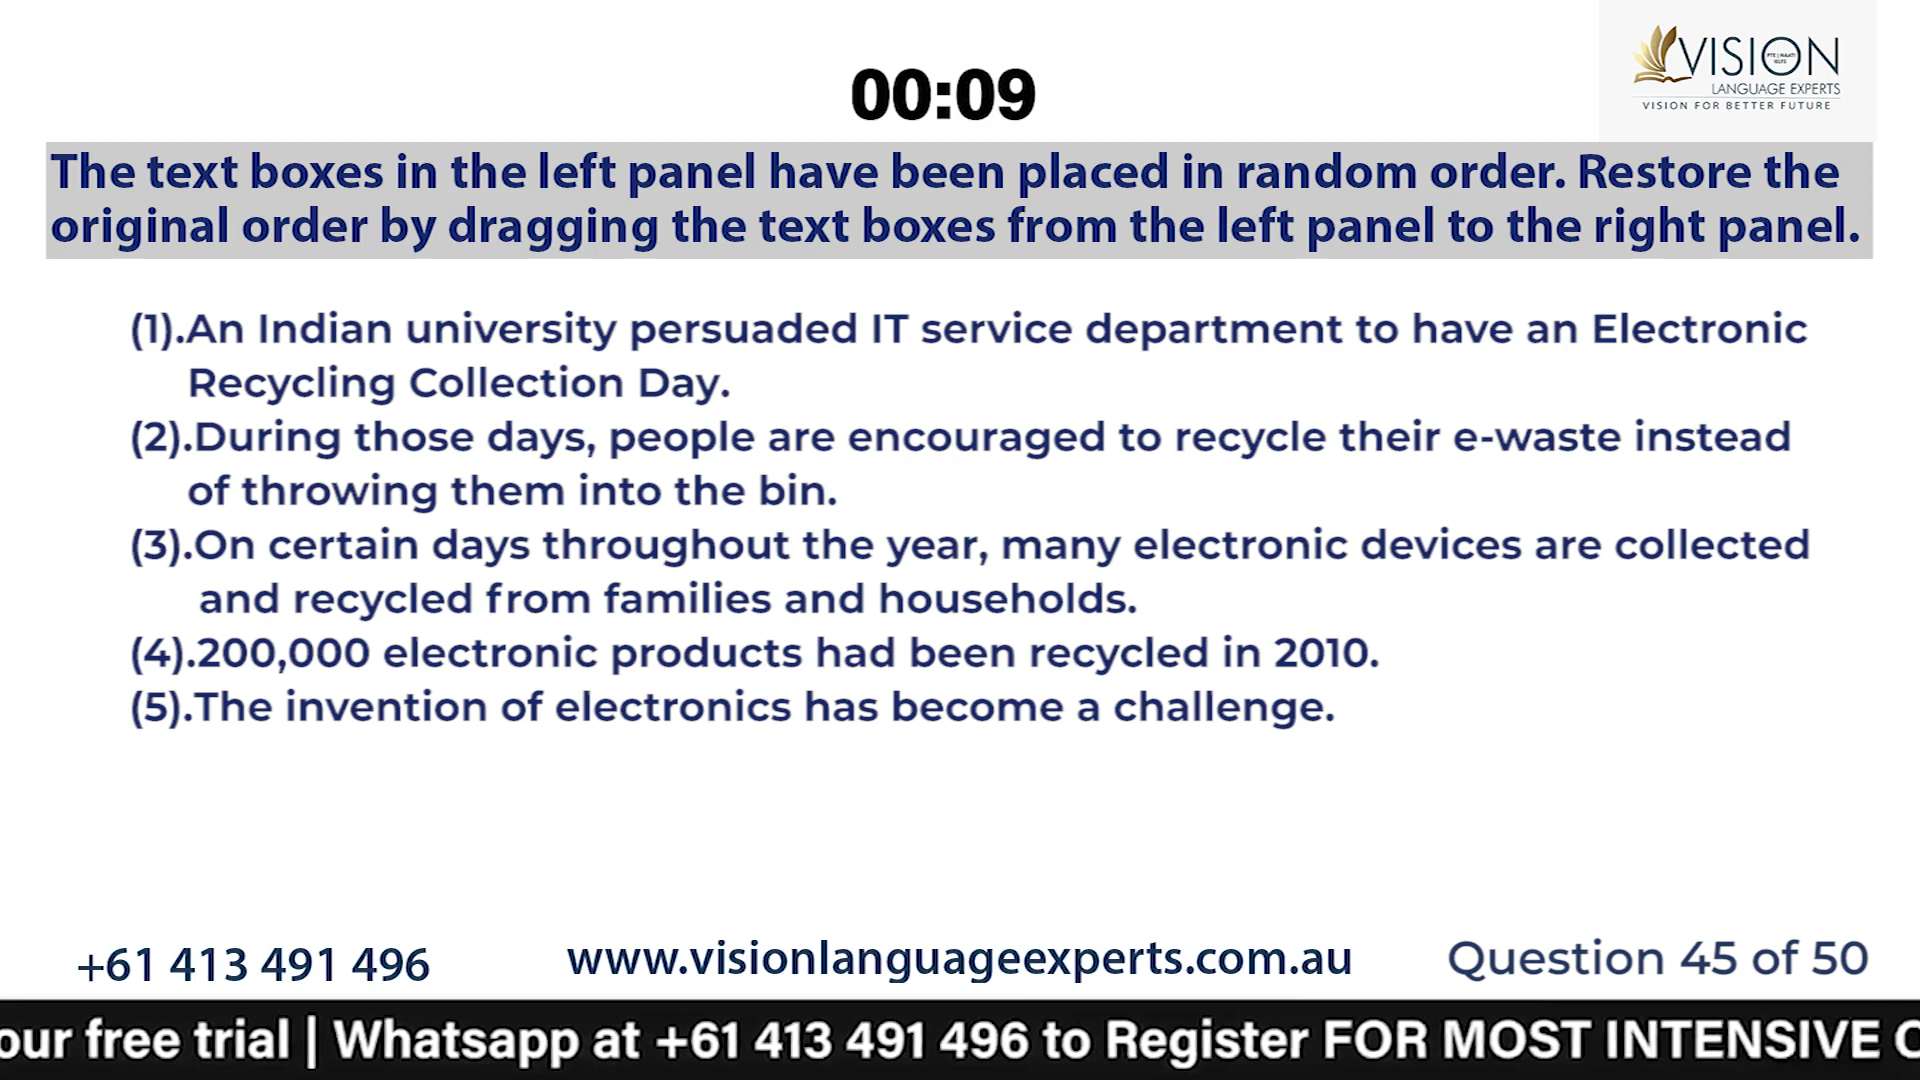 VISION
LANGUAGE EXPERTS
VISION FOR BETTER FUTURE
00:09
The text boxes in the left panel have been placed in random order. Restore the
original order by dragging the text boxes from the left panel to the right panel.
(1).An Indian university persuaded IT service department to have an Electronic
Recycling Collection Day.
(2).During those days, people are encouraged to recycle their e-waste instead
of throwing them into the bin.
(3).On certain days throughout the year, many electronic devices are collected
and recycled from families and households.
(4).200,000 electronic products had been recycled in 2010.
(5).The invention of electronics has become a challenge.
+61 413 491 496
www.visionlanguageexperts.com.au
Question 45 of 50
our free trial | Whatsapp at +61 413 491 496 to Register FOR MOST INTENSIVE